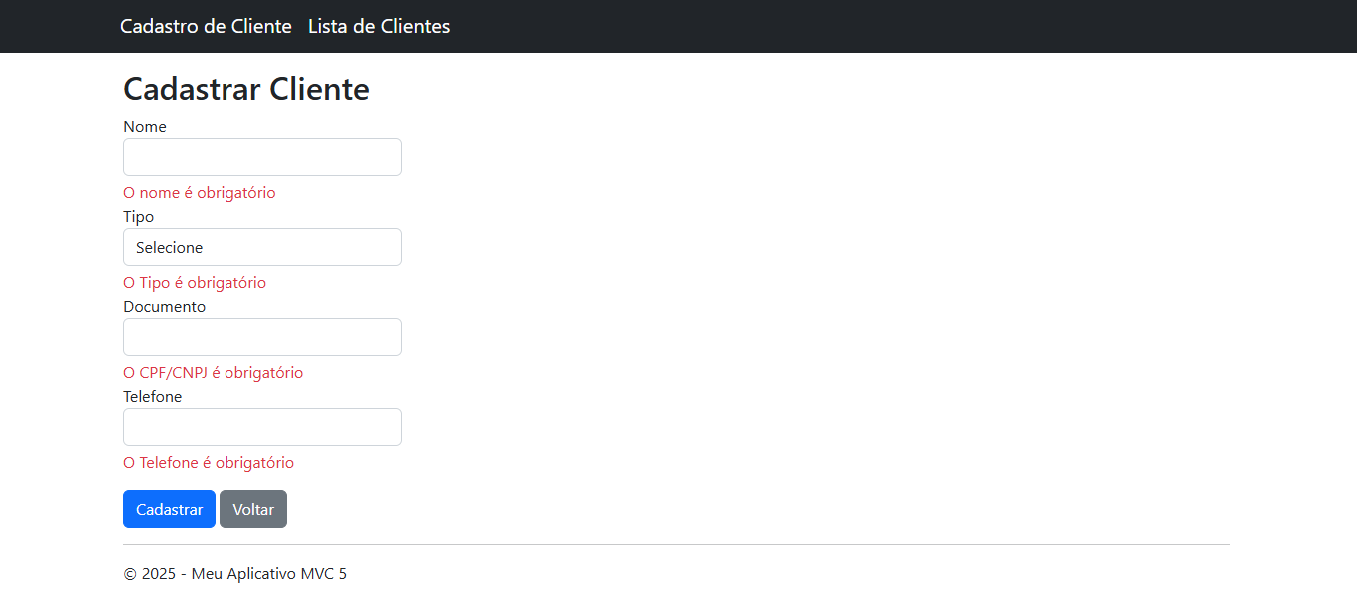 Cadastro de Cliente Lista de Clientes
Cadastrar Cliente
Nome
O nome é obrigatório
Tipo
Selecione
O Tipo é obrigatório
Documento
O CPF/CNPJ é obrigatório
Telefone
O Telefone é obrigatório
Cadastrar Voltar
© 2025 - Meu Aplicativo MVC 5